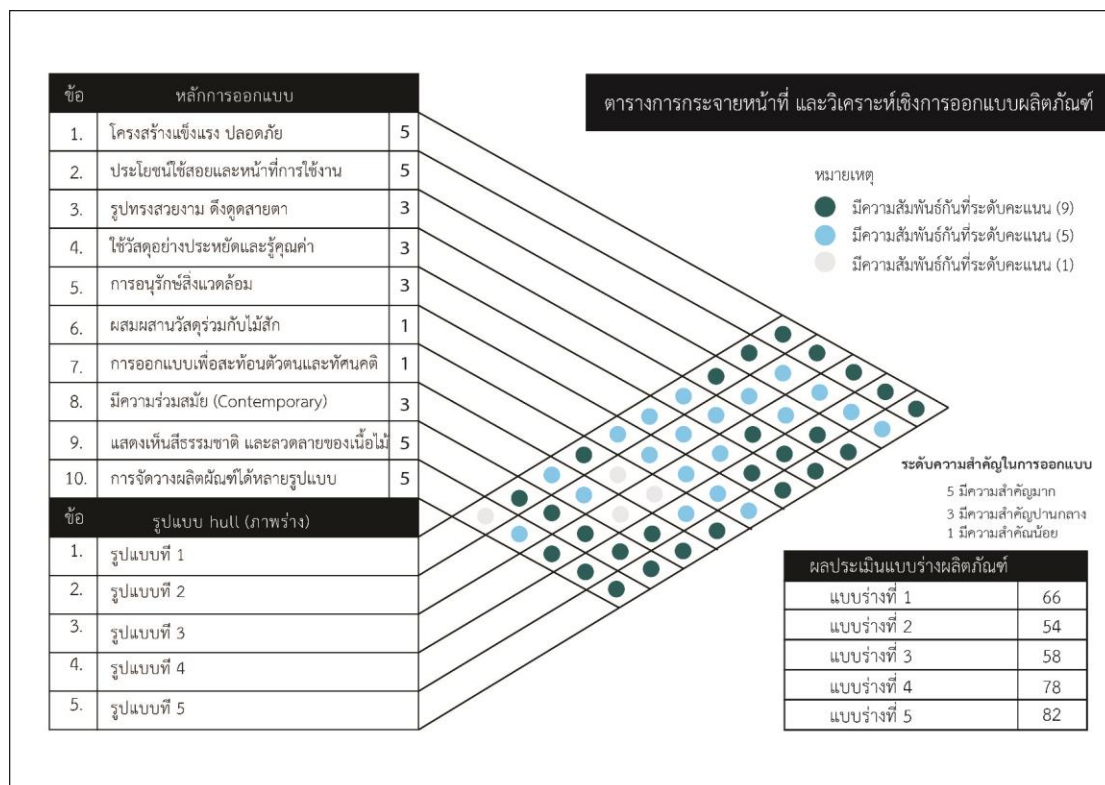 ข้อ หลักการออกแบบ
1. โครงสร้างแข็งแรง ปลอดภัย 5
2. ประโยชน์ใช้สอยและหน้าที่การใช้งาน 5
3. รูปทรงสวยงาม ดึงดูดสายตา 3
4. ใช้วัสดุอย่างประหยัดและรู้คุณค่า 3
5. การอนุรักษ์สิ่งแวดล้อม 3
6. ผสมผสานวัสดุร่วมกับไม้สัก 1
7. การออกแบบเพื่อสะท้อนตัวตนและทัศนคติ 1
8. มีความร่วมสมัย (Contemporary) 3
9. แสดงเห็นสีธรรมชาติ และลวดลายของเนื้อไม้ 5
10. การจัดวางผลิตผัณฑ์ได้หลายรูปแบบ 5
ข้อ รูปแบบ hull (ภาพร่าง)
1. รูปแบบที่ 1
2. รูปแบบที่ 2
3. รูปแบบที่ 3
4. รูปแบบที่ 4
5. รูปแบบที่ 5
ตารางการกระจายหน้าที่ และวิเคราะห์เชิงการออกแบบผลิตภัณฑ์
หมายเหตุ
มีความสัมพันธ์กันที่ระดับคะแนน (9)
มีความสัมพันธ์กันที่ระดับคะแนน (5)
มีความสัมพันธ์กันที่ระดับคะแนน (1)
ระดับความสำคัญในการออกแบบ
5 มีความสำคัญมาก
3 มีความสำคัญปานกลาง
1 มีความสำคัญน้อย
ผลประเมินแบบร่างผลิตภัณฑ์
แบบร่างที่ 1 66
แบบร่างที่ 2 54
แบบร่างที่ 3 58
แบบร่างที่ 4 78
แบบร่างที่ 5 82